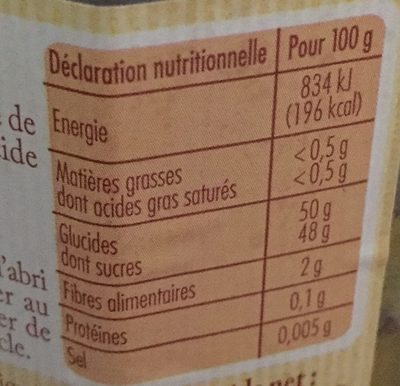 Déclaration nutritionnelle Pour 100 g
Energie 834 kJ
(196 kcal)
Matières grasses <0,5 g
dont acides gras saturés <0,5 g
Glucides 50 g
dont sucres 48 g
Fibres alimentaires 2 g
Protéines 0,1 g
Sel 0,005 g
de
ide
l'abri
er au
er de
cle.